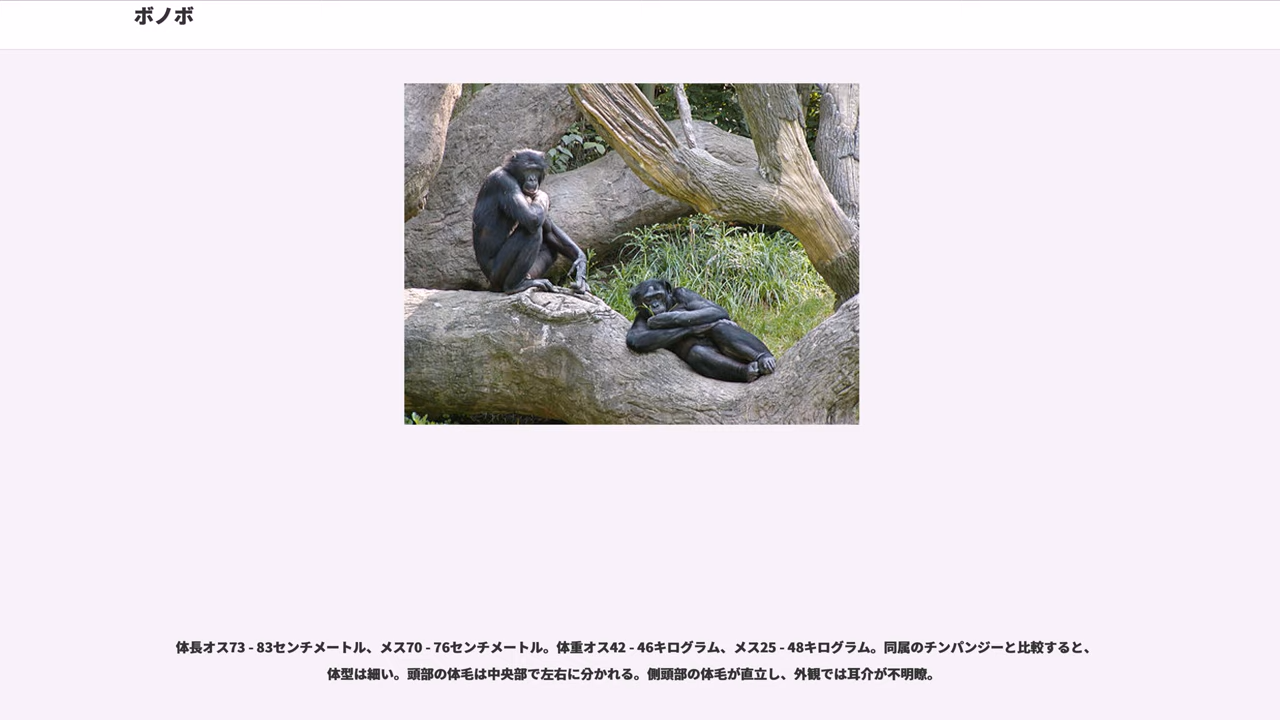 ボノボ
体長オス73 - 83センチメートル、メス70 - 76センチメートル。体重オス42 - 46キログラム、メス25 - 48キログラム。同属のチンパンジーと比較すると、
体型は細い。頭部の体毛は中央部で左右に分かれる。側頭部の体毛が直立し、外観では耳介が不明瞭。